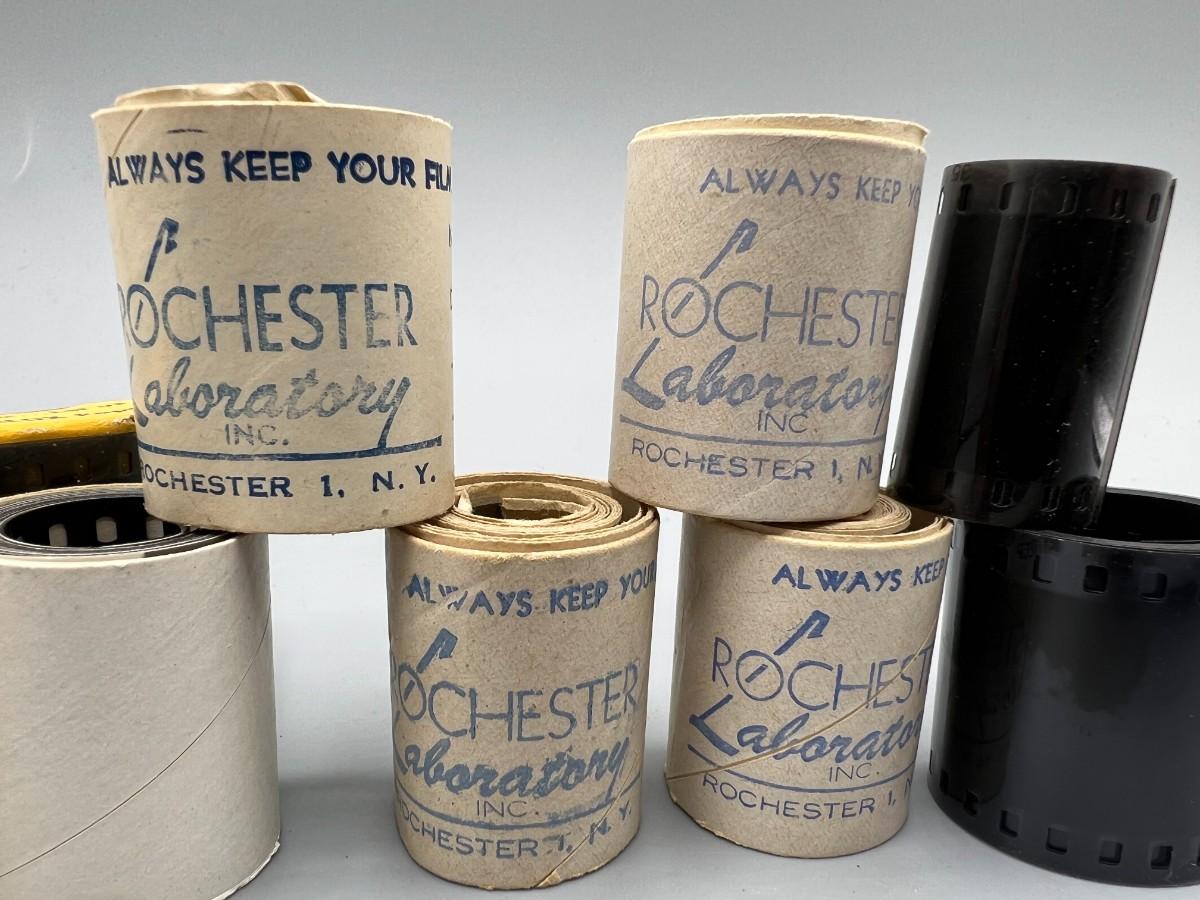 ALWAYS KEEP YOUR FILM
ROCHESTER
Laboratory
INC.
ROCHESTER 1, N.Y.
ALWAYS KEEP YO
ROCHESTER
Laboratory
INC.
ROCHESTER 1, N.
ALWAYS KEEP YOUR
ROCHESTER
Laboratory
INC.
ROCHESTER 1, N.Y.
ALWAYS KEEP
ROCHEST
Laborator
INC.
ROCHESTER 1, N